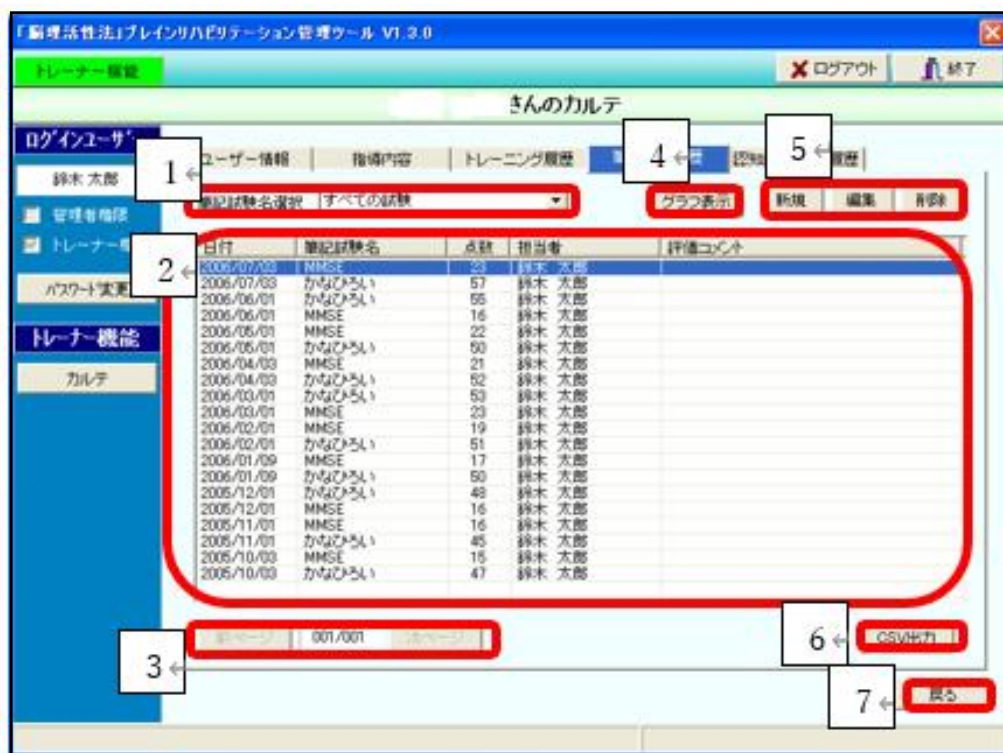 「脳理活性法」ブレインリハビリテーション管理ツール V1.3.0
トレーナー機能
ログアウト 終了
さんのカルテ
ログインユーザ
鈴木 太郎
管理者権限
トレーナー
パスワード変更
トレーナー機能
カルテ
ユーザー情報 指導内容 トレーニング履歴 認知 履歴
1
4
5
筆記試験名選択 すべての試験 グラフ表示 新規 編集 削除
2
日付 筆記試験名 点数 担当者 評価コメント
2006/07/03 MMSE 23 鈴木 太郎
2006/07/03 かなひろい 57 鈴木 太郎
2006/06/01 かなひろい 55 鈴木 太郎
2006/06/01 MMSE 16 鈴木 太郎
2006/05/01 MMSE 22 鈴木 太郎
2006/05/01 かなひろい 50 鈴木 太郎
2006/04/03 MMSE 21 鈴木 太郎
2006/04/03 かなひろい 52 鈴木 太郎
2006/03/01 かなひろい 53 鈴木 太郎
2006/03/01 MMSE 23 鈴木 太郎
2006/02/01 MMSE 19 鈴木 太郎
2006/02/01 かなひろい 51 鈴木 太郎
2006/01/09 MMSE 17 鈴木 太郎
2006/01/09 かなひろい 50 鈴木 太郎
2005/12/01 かなひろい 48 鈴木 太郎
2005/12/01 MMSE 16 鈴木 太郎
2005/11/01 MMSE 16 鈴木 太郎
2005/11/01 かなひろい 45 鈴木 太郎
2005/10/03 MMSE 15 鈴木 太郎
2005/10/03 かなひろい 47 鈴木 太郎
3
前ページ 001/001 次ページ
6
CSV出力
7
戻る